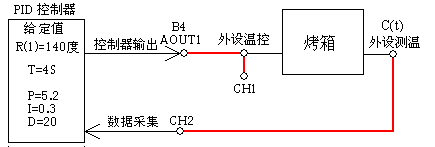 PID 控制器
给定值
R(1)=140度
T=4S
P=5.2
I=0.3
D=20
控制器输出
B4
AOUT1
外设温控
CH1
烤箱
C(t)
外设测温
数据采集
CH2